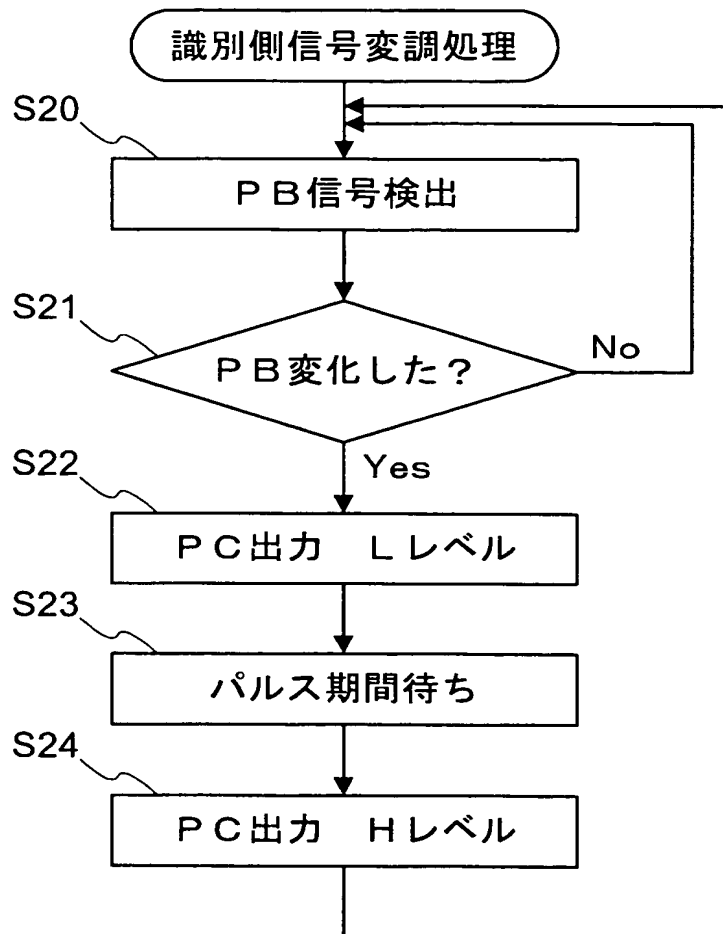 識別側信号変調処理
S20
ＰＢ信号検出
S21
ＰＢ変化した？
No
Yes
S22
ＰＣ出力　Ｌレベル
S23
パルス期間待ち
S24
ＰＣ出力　Ｈレベル